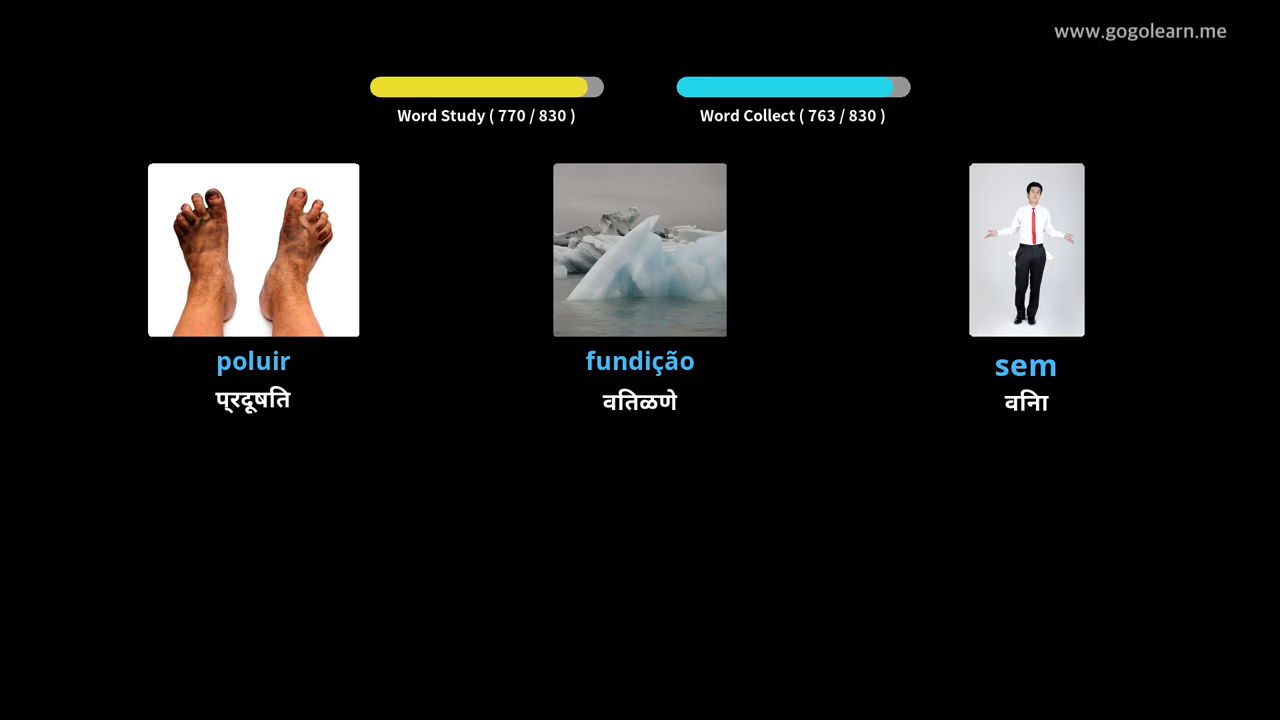 www.gogolearn.me
Word Study ( 770 / 830 )
Word Collect ( 763 / 830 )
poluir
fundição
sem
प्रदूषति
वतिळणे
वनिा